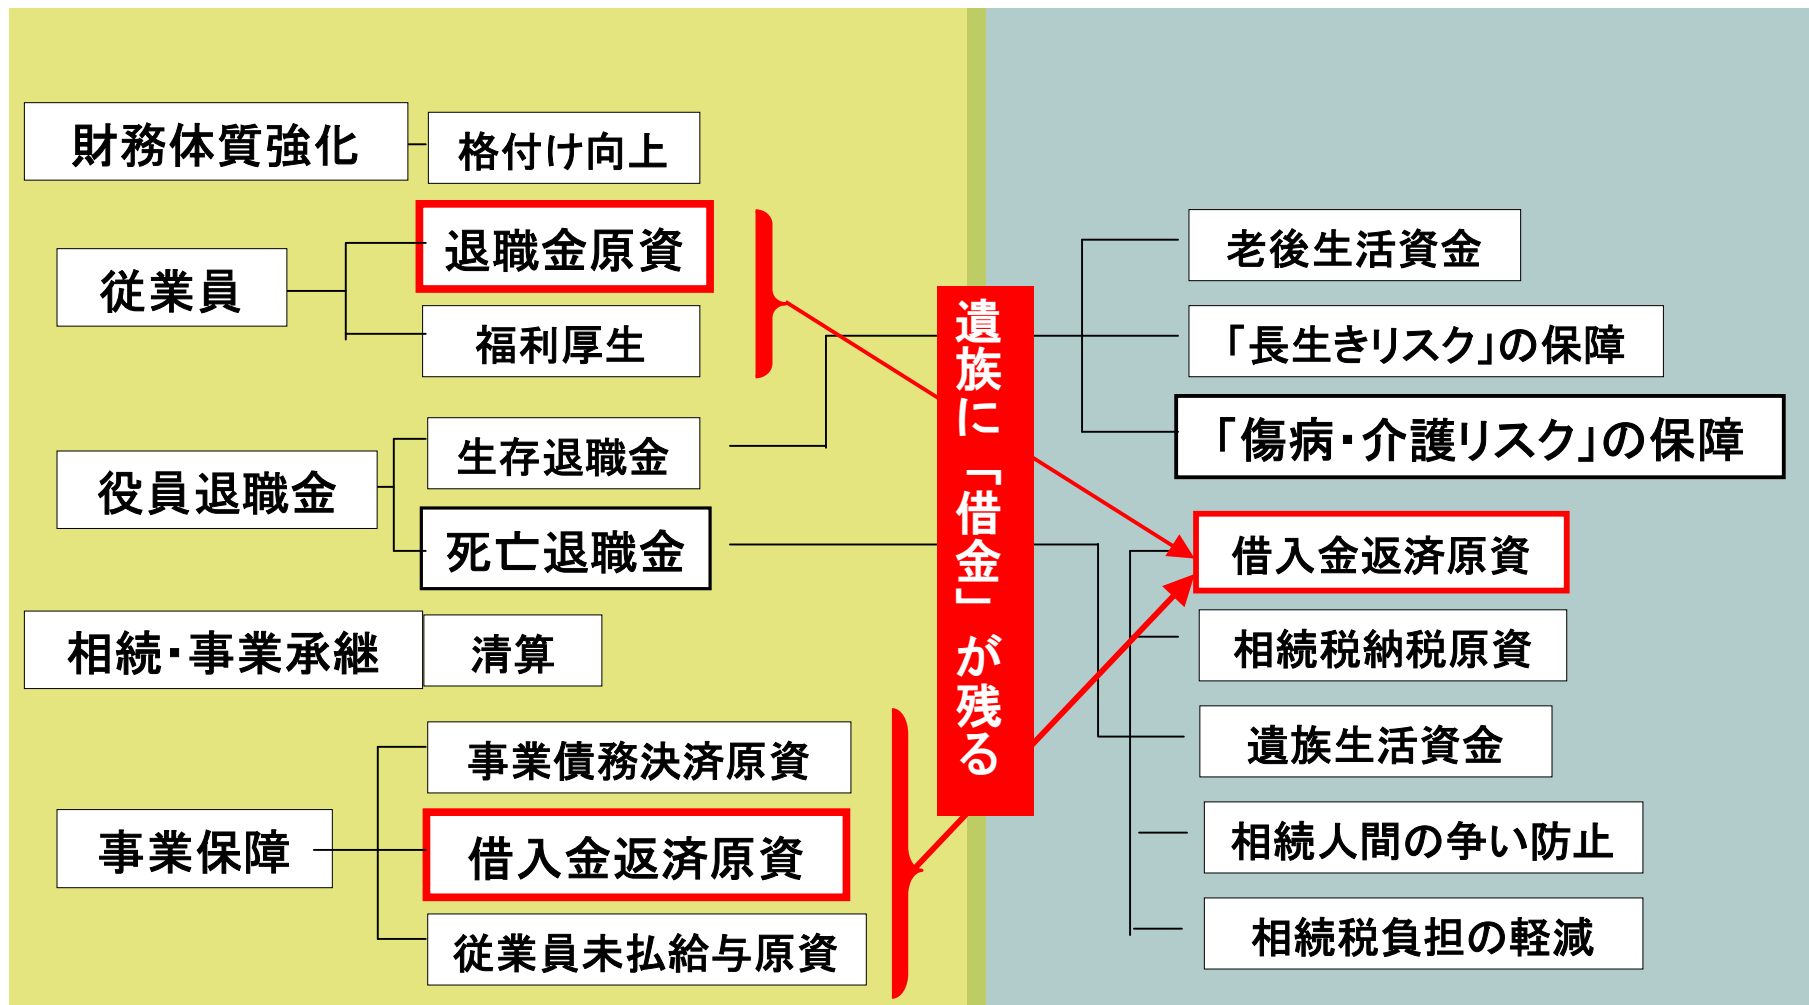 財務体質強化
格付け向上
従業員
退職金原資
福利厚生
役員退職金
生存退職金
死亡退職金
相続・事業承継
清算
事業保障
事業債務決済原資
借入金返済原資
従業員未払給与原資
遺族に「借金」が残る
老後生活資金
「長生きリスク」の保障
「傷病・介護リスク」の保障
借入金返済原資
相続税納税原資
遺族生活資金
相続人間の争い防止
相続税負担の軽減